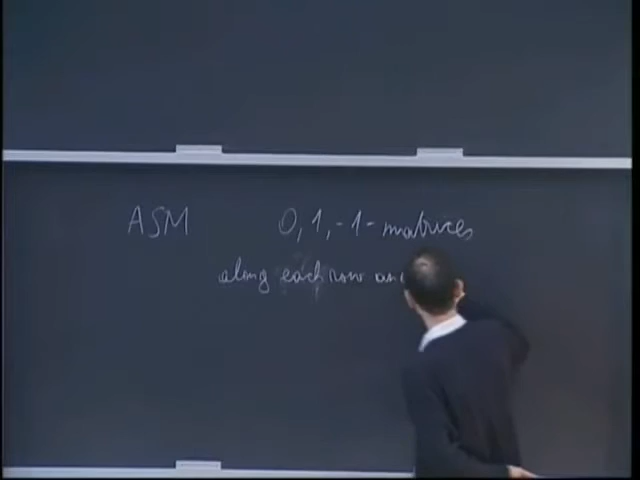 ASM 0, 1, -1 - matrices
along each row